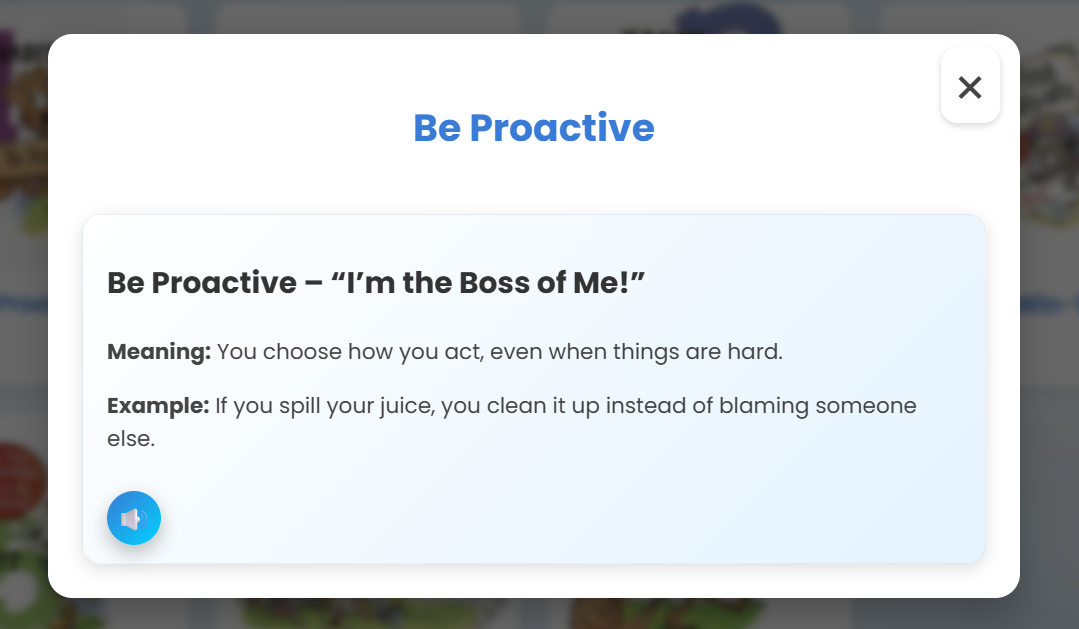 Be Proactive
Be Proactive – “I’m the Boss of Me!”
Meaning: You choose how you act, even when things are hard.
Example: If you spill your juice, you clean it up instead of blaming someone
else.